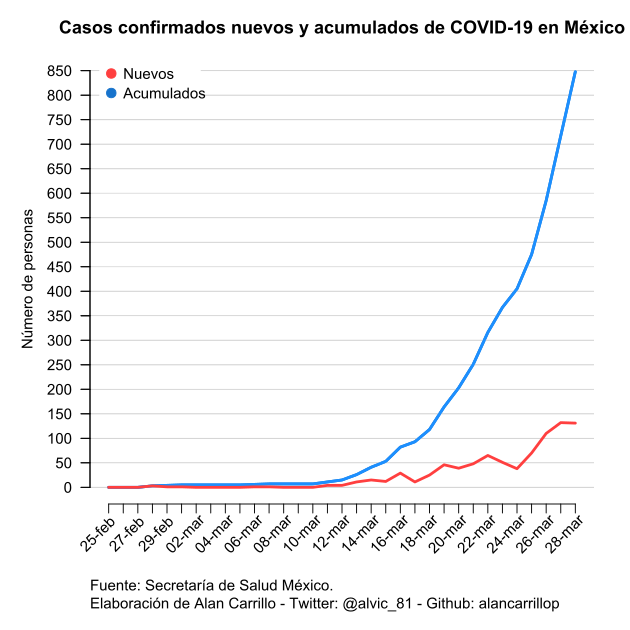 Casos confirmados nuevos y acumulados de COVID-19 en México
Nuevos
Acumulados
Número de personas
850
800
750
700
650
600
550
500
450
400
350
300
250
200
150
100
50
0
25-feb
27-feb
29-feb
02-mar
04-mar
06-mar
08-mar
10-mar
12-mar
14-mar
16-mar
18-mar
20-mar
22-mar
24-mar
26-mar
28-mar
Fuente: Secretaría de Salud México.
Elaboración de Alan Carrillo - Twitter: @alvic_81 - Github: alancarrillop